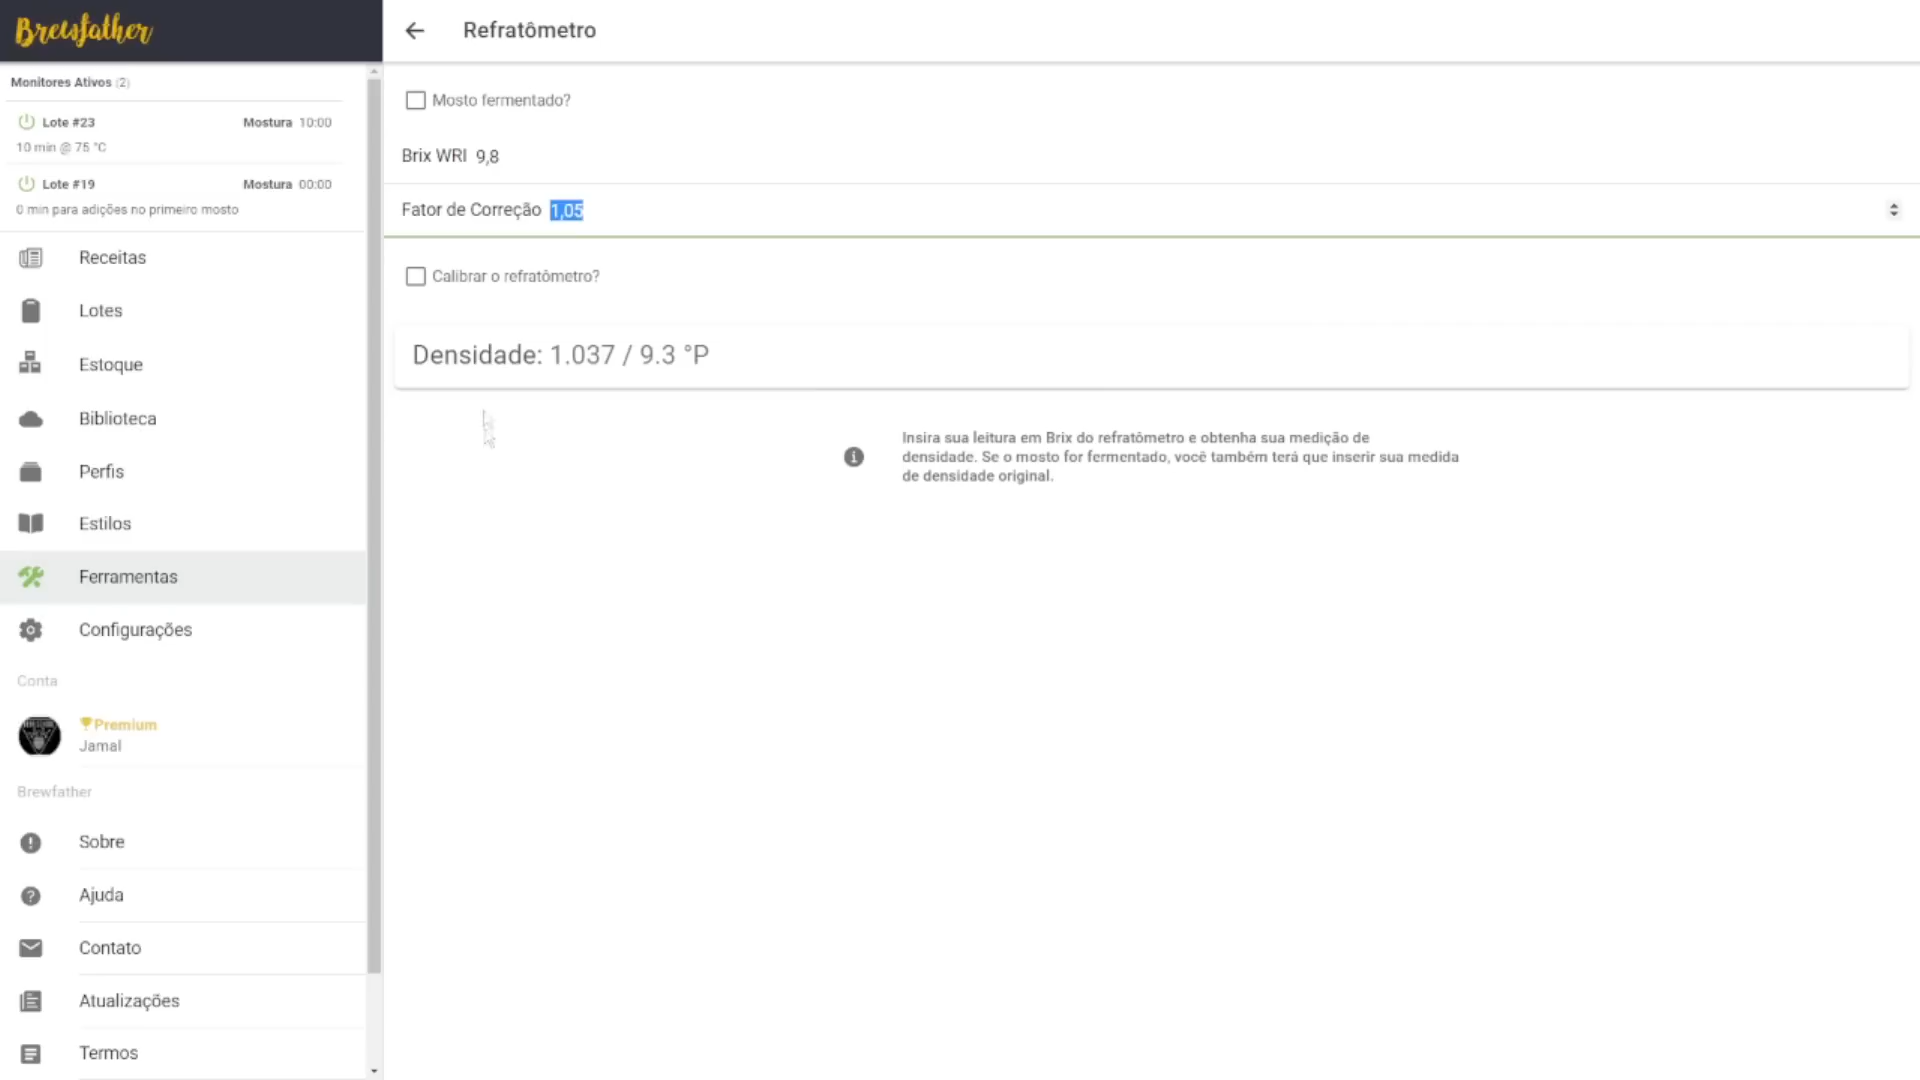 Brewfather
Refratômetro
Monitores Ativos (2)
Lote #23
Mostura 10:00
10 min @ 75 °C
Lote #19
Mostura 00:00
0 min para adições no primeiro mosto
Receitas
Lotes
Estoque
Biblioteca
Perfis
Estilos
Ferramentas
Configurações
Conta
Premium
Jamal
Brewfather
Sobre
Ajuda
Contato
Atualizações
Termos
Mosto fermentado?
Brix WRI 9,8
Fator de Correção 1,05
Calibrar o refratômetro?
Densidade: 1.037 / 9.3 °P
Insira sua leitura em Brix do refratômetro e obtenha sua medição de
densidade. Se o mosto for fermentado, você também terá que inserir sua medida
de densidade original.